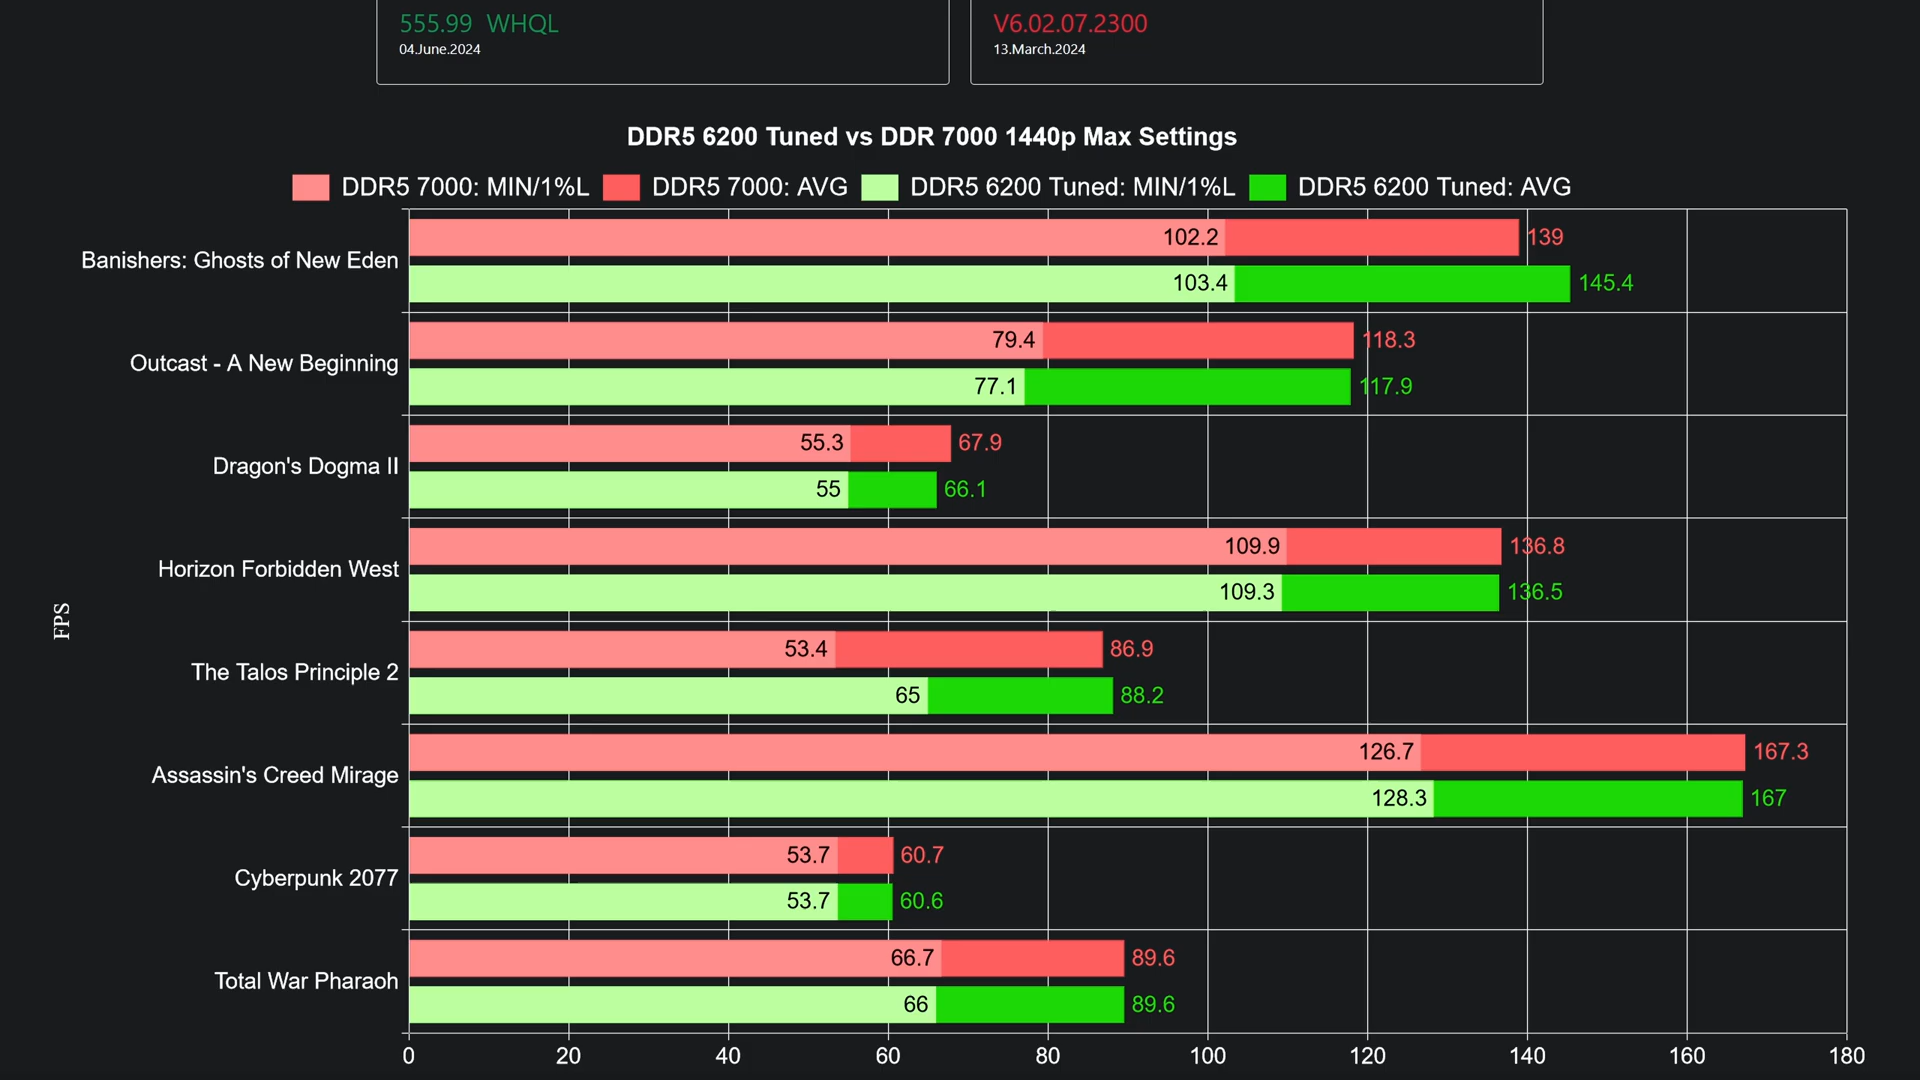 555.99 WHQL
04.June.2024
V6.02.07.2300
13.March.2024
DDR5 6200 Tuned vs DDR 7000 1440p Max Settings
DDR5 7000: MIN/1%L DDR5 7000: AVG DDR5 6200 Tuned: MIN/1%L DDR5 6200 Tuned: AVG
FPS
Banishers: Ghosts of New Eden
102.2 139
103.4 145.4
Outcast - A New Beginning
79.4 118.3
77.1 117.9
Dragon's Dogma II
55.3 67.9
55 66.1
Horizon Forbidden West
109.9 136.8
109.3 136.5
The Talos Principle 2
53.4 86.9
65 88.2
Assassin's Creed Mirage
126.7 167.3
128.3 167
Cyberpunk 2077
53.7 60.7
53.7 60.6
Total War Pharaoh
66.7 89.6
66 89.6
0 20 40 60 80 100 120 140 160 180